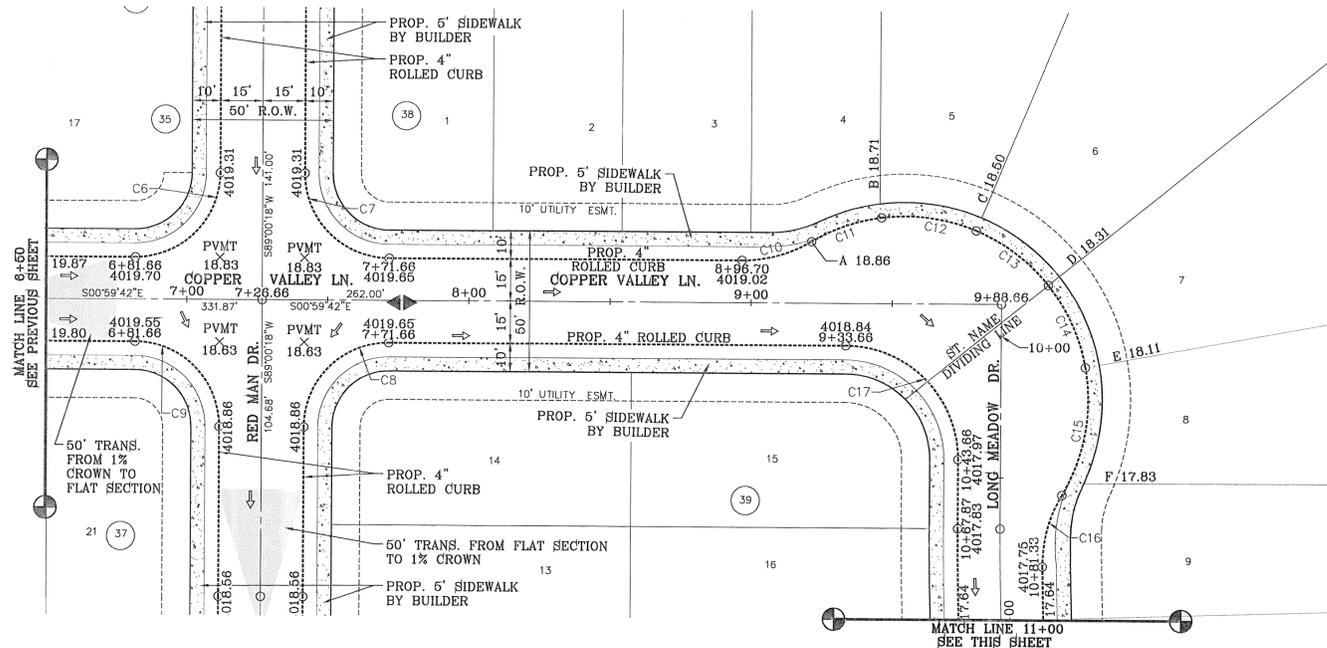 PROP. 5' SIDEWALK
BY BUILDER
PROP. 4"
ROLLED CURB
10' 15' 15' 10'
50' R.O.W.
17
35
38
1
2
3
4
5
6
4019.31
4019.31
S89°00'18"W 141.00'
C6
C7
B 18.71
C 18.50
D 18.31
PROP. 5' SIDEWALK
BY BUILDER
10' UTILITY ESMT.
MATCH LINE 6+50
SEE PREVIOUS SHEET
19.87
6+81.66
4019.70
PVMT
18.83
PVMT
18.83
7+71.66
4019.65
10'
15'
50' R.O.W.
15'
10'
PROP. 4"
ROLLED CURB
8+96.70
4019.02
C10
C11
C12
C13
A 18.86
7
COPPER VALLEY LN.
COPPER VALLEY LN.
S00°59'42"E
7+00
331.87'
7+26.66
S00°59'42"E
262.00'
8+00
9+00
9+88.66
19.80
4019.55
6+81.66
18.63
PVMT
18.63
PVMT
4019.65
7+71.66
PROP. 4" ROLLED CURB
4018.84
9+33.66
ST. NAME
DIVIDING LINE
10+00
C14
E 18.11
C8
C9
C17
RED MAN DR.
S89°00'18"W
104.68'
10' UTILITY ESMT.
PROP. 5' SIDEWALK
BY BUILDER
4018.86
4018.86
LONG MEADOW DR.
C15
8
50' TRANS.
FROM 1%
CROWN TO
FLAT SECTION
PROP. 4"
ROLLED CURB
14
15
10+43.66
4017.97
F 17.83
39
21
37
10+67.87
4017.83
C16
50' TRANS. FROM FLAT SECTION
TO 1% CROWN
13
16
9
4017.75
10+81.33
018.56
018.56
PROP. 5' SIDEWALK
BY BUILDER
17.64
00
17.64
MATCH LINE 11+00
SEE THIS SHEET